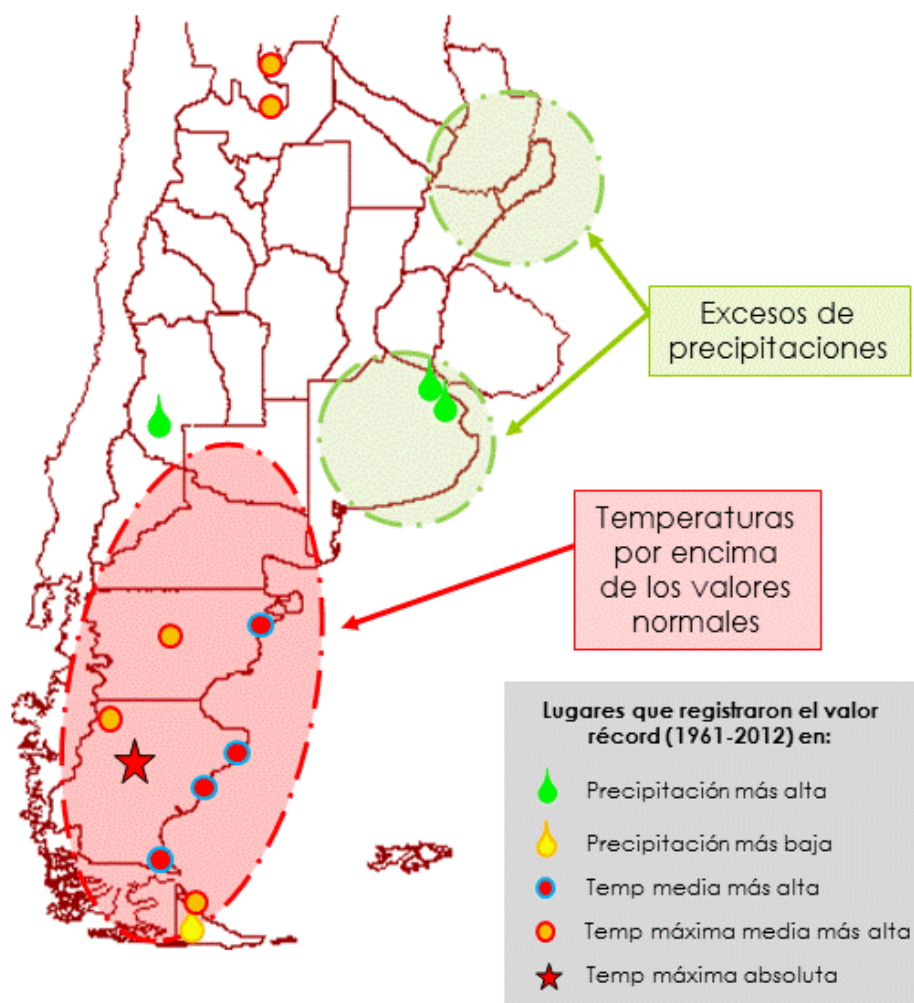 Excesos de
precipitaciones
Temperaturas
por encima
de los valores
normales
Lugares que registraron el valor
récord (1961-2012) en:
Precipitación más alta
Precipitación más baja
Temp media más alta
Temp máxima media más alta
Temp máxima absoluta